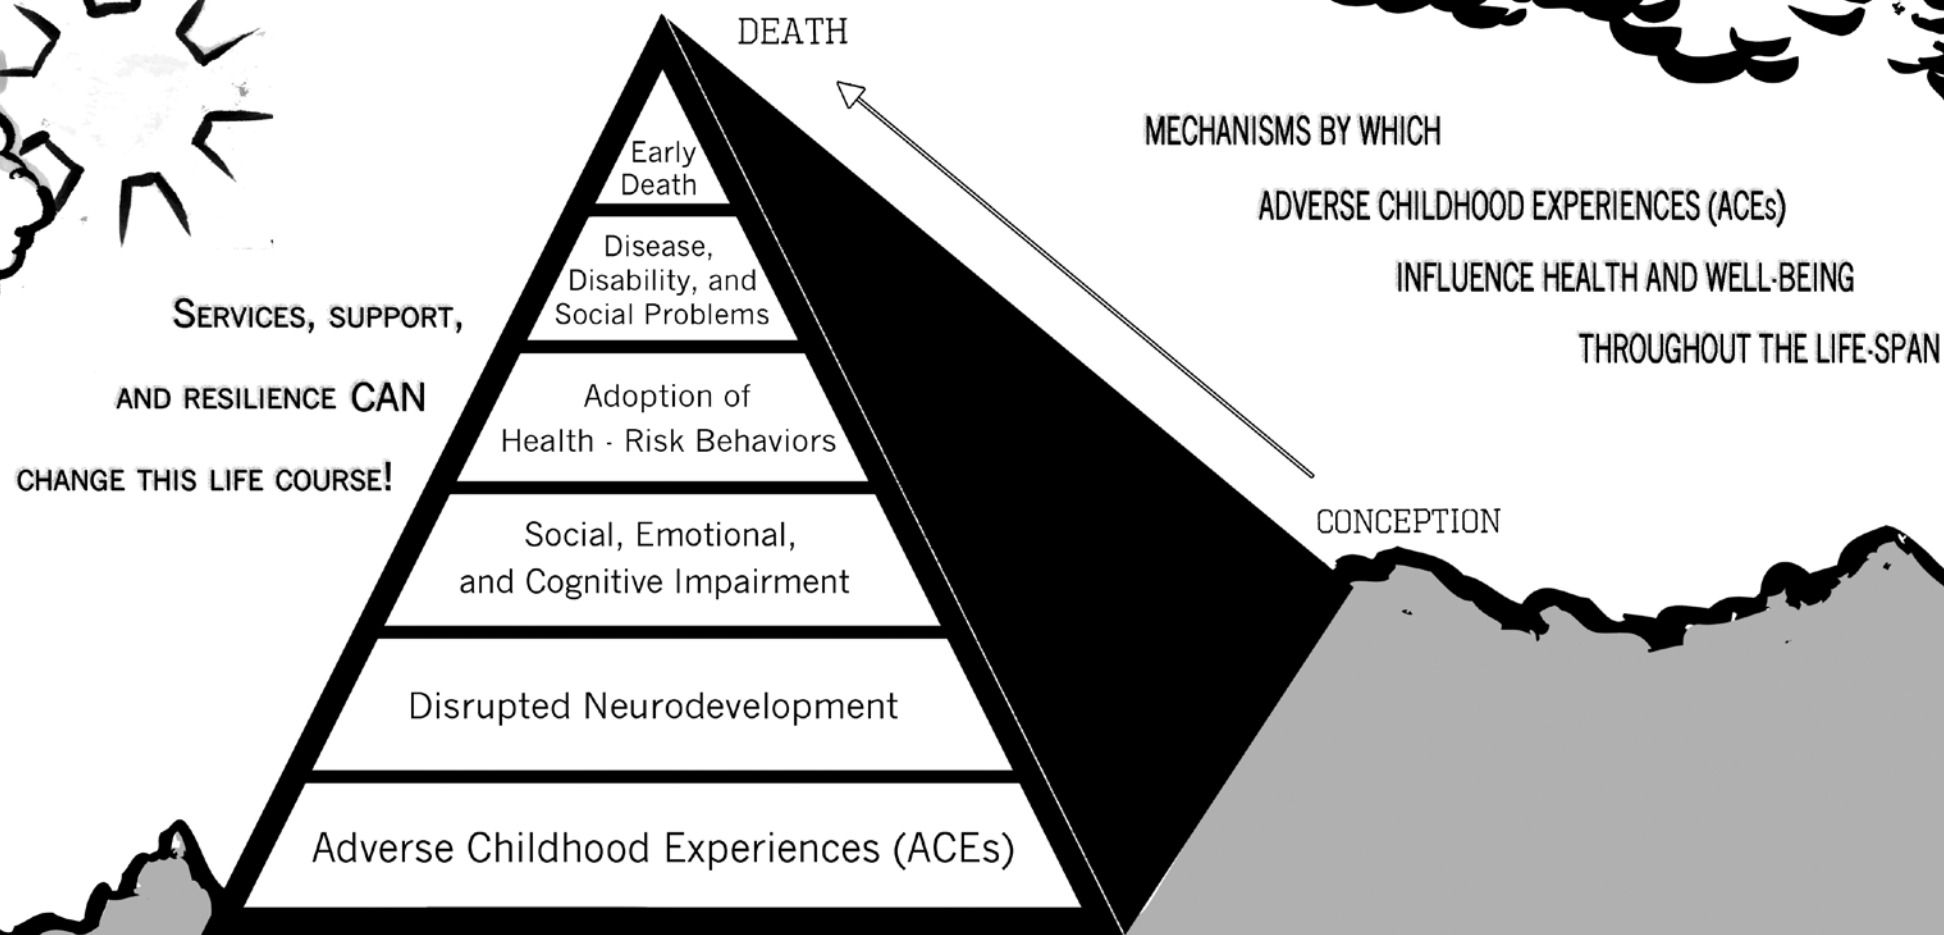 DEATH
MECHANISMS BY WHICH
ADVERSE CHILDHOOD EXPERIENCES (ACEs)
INFLUENCE HEALTH AND WELL-BEING
THROUGHOUT THE LIFE-SPAN
Early
Death
Disease,
Disability, and
Social Problems
Adoption of
Health - Risk Behaviors
Social, Emotional,
and Cognitive Impairment
Disrupted Neurodevelopment
Adverse Childhood Experiences (ACEs)
SERVICES, SUPPORT,
AND RESILIENCE CAN
CHANGE THIS LIFE COURSE!
CONCEPTION